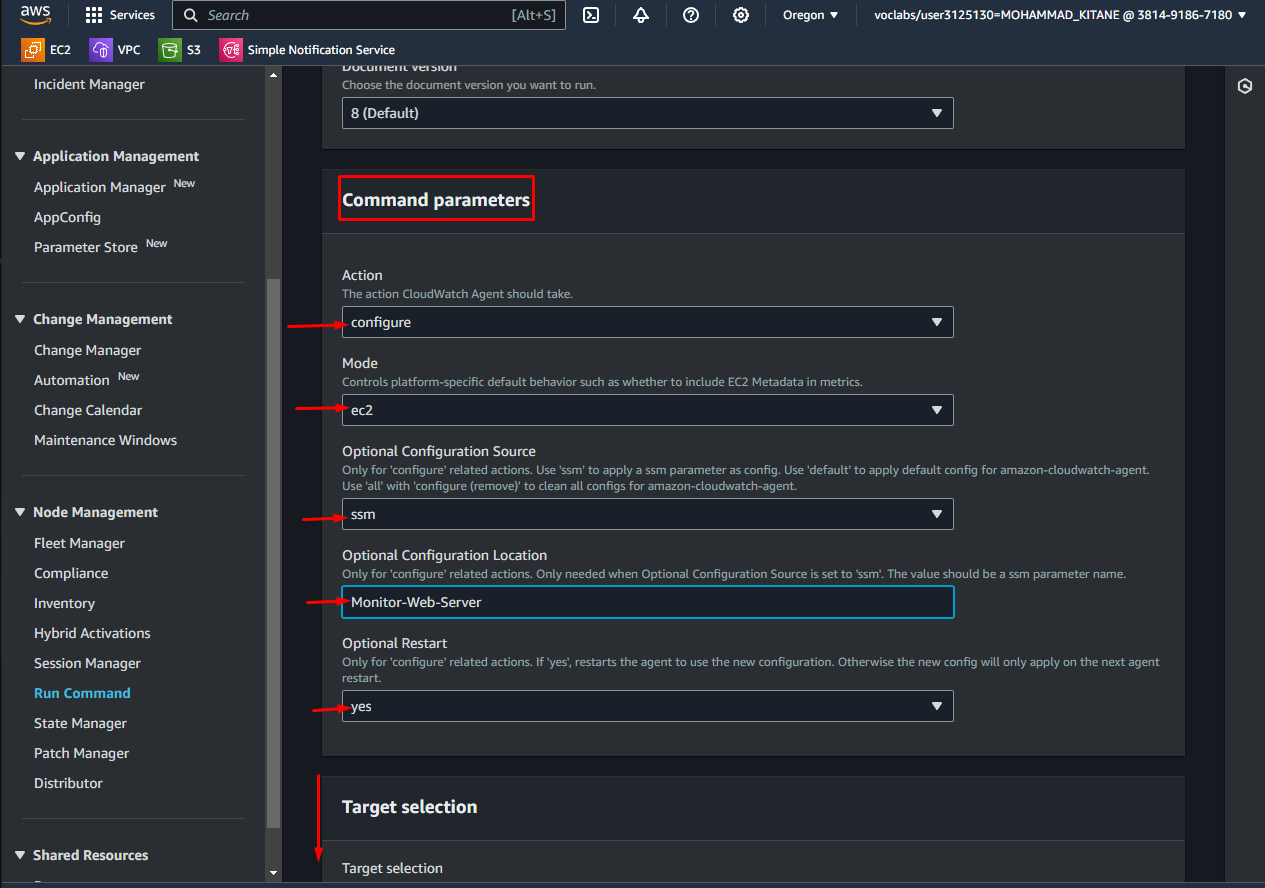 aws
Services
Search
[Alt+S]
Oregon
voclabs/user3125130=MOHAMMAD_KITANE @ 3814-9186-7180
EC2
VPC
S3
Simple Notification Service
Incident Manager
Application Management
Application Manager New
AppConfig
Parameter Store New
Change Management
Change Manager
Automation New
Change Calendar
Maintenance Windows
Node Management
Fleet Manager
Compliance
Inventory
Hybrid Activations
Session Manager
Run Command
State Manager
Patch Manager
Distributor
Shared Resources
Document version
Choose the document version you want to run.
8 (Default)
Command parameters
Action
The action CloudWatch Agent should take.
configure
Mode
Controls platform-specific default behavior such as whether to include EC2 Metadata in metrics.
ec2
Optional Configuration Source
Only for 'configure' related actions. Use 'ssm' to apply a ssm parameter as config. Use 'default' to apply default config for amazon-cloudwatch-agent.
Use 'all' with 'configure (remove)' to clean all configs for amazon-cloudwatch-agent.
ssm
Optional Configuration Location
Only for 'configure' related actions. Only needed when Optional Configuration Source is set to 'ssm'. The value should be a ssm parameter name.
Monitor-Web-Server
Optional Restart
Only for 'configure' related actions. If 'yes', restarts the agent to use the new configuration. Otherwise the new config will only apply on the next agent
restart.
yes
Target selection
Target selection